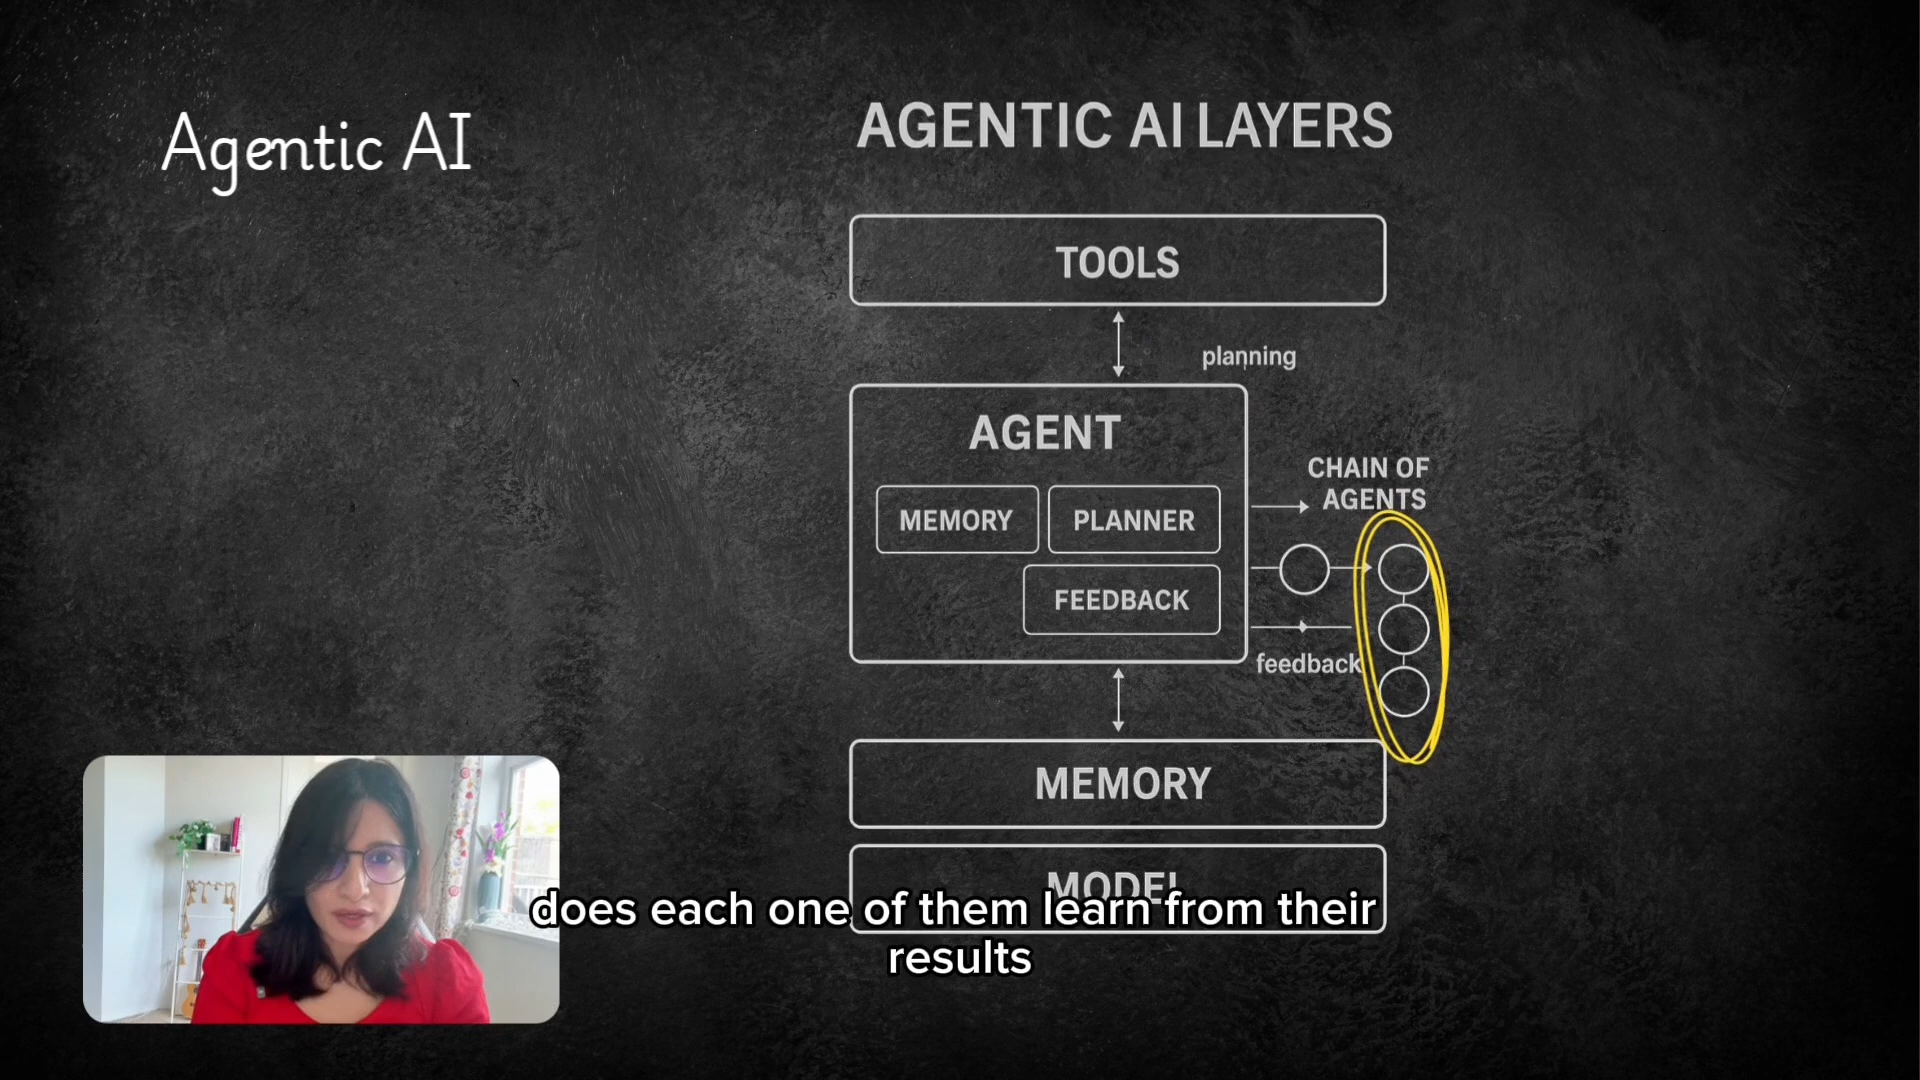 Agentic AI
AGENTIC AI LAYERS
TOOLS
planning
AGENT
MEMORY
PLANNER
FEEDBACK
CHAIN OF
AGENTS
feedback
MEMORY
MODEL
does each one of them learn from their
results